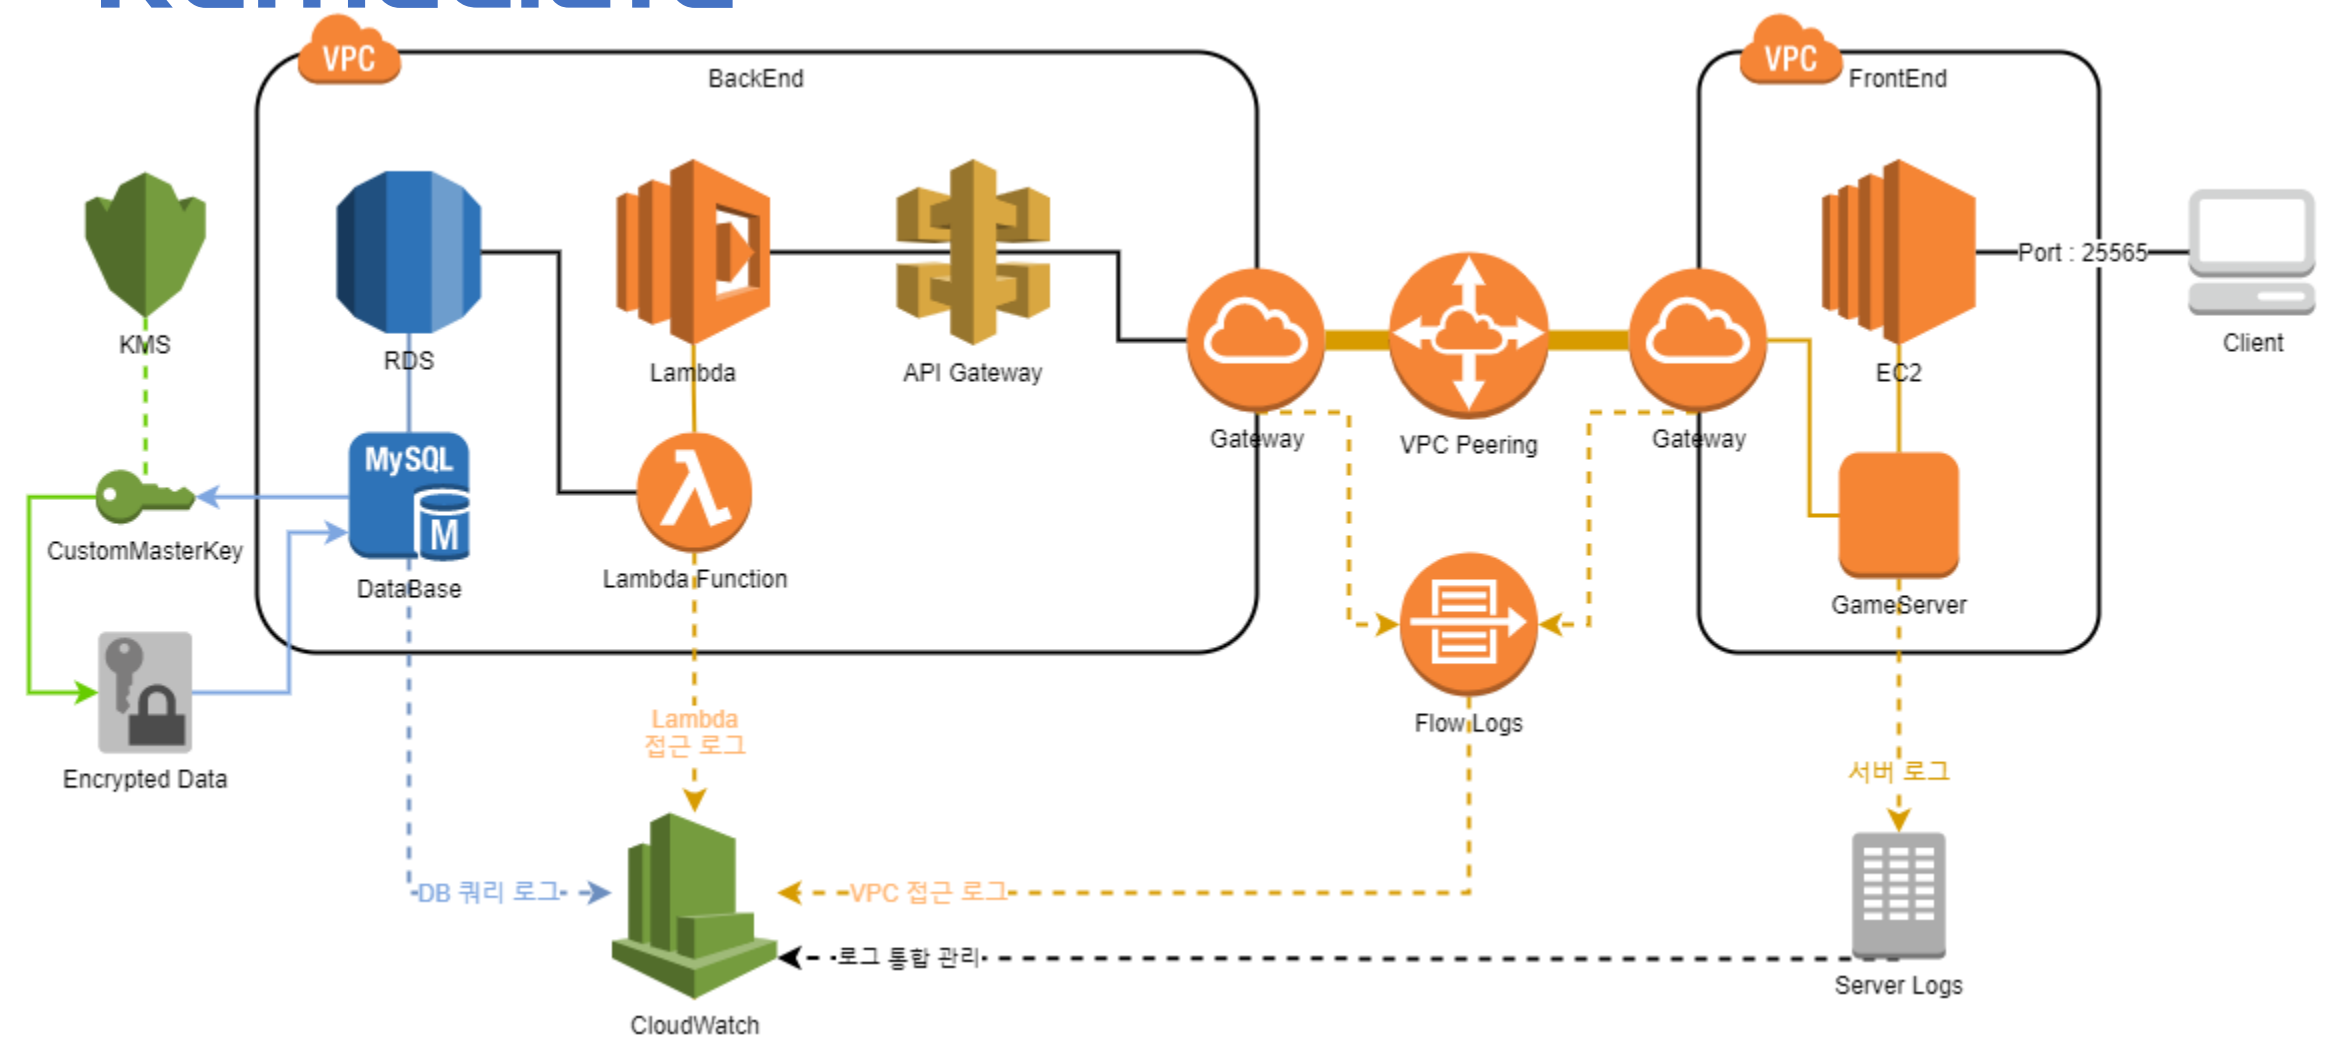 VPC
BackEnd
VPC
FrontEnd
KMS
RDS
Lambda
API Gateway
Gateway
VPC Peering
Gateway
EC2
Port : 25565
Client
MySQL
M
CustomMasterKey
DataBase
Lambda Function
GameServer
Encrypted Data
Lambda
접근 로그
Flow Logs
서버 로그
DB 쿼리 로그
VPC 접근 로그
로그 통합 관리
Server Logs
CloudWatch